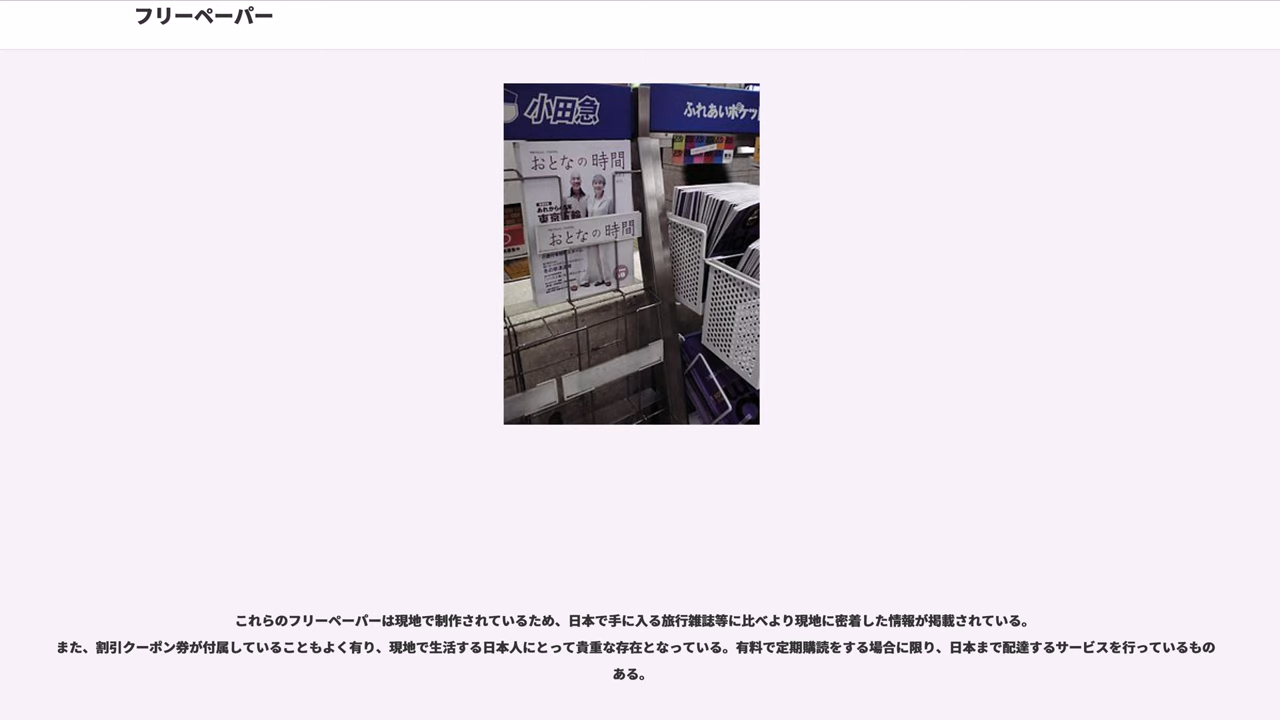 フリーペーパー
小田急
ふれあいポケッ
おとなの時間
あれから
東京
おとなの時間
これらのフリーペーパーは現地で制作されているため、日本で手に入る旅行雑誌等に比べより現地に密着した情報が掲載されている。
また、割引クーポン券が付属していることもよく有り、現地で生活する日本人にとって貴重な存在となっている。有料で定期購読をする場合に限り、日本まで配達するサービスを行っているもの
ある。